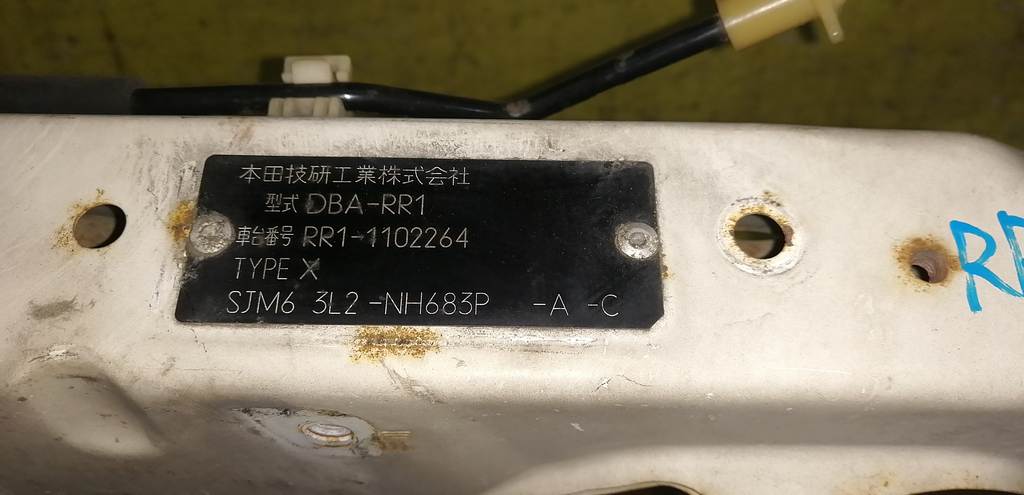 本田技研工業株式会社
型式 DBA-RR1
車台番号 RR1-1102264
TYPE X
SJM6 3L2 -NH683P -A -C